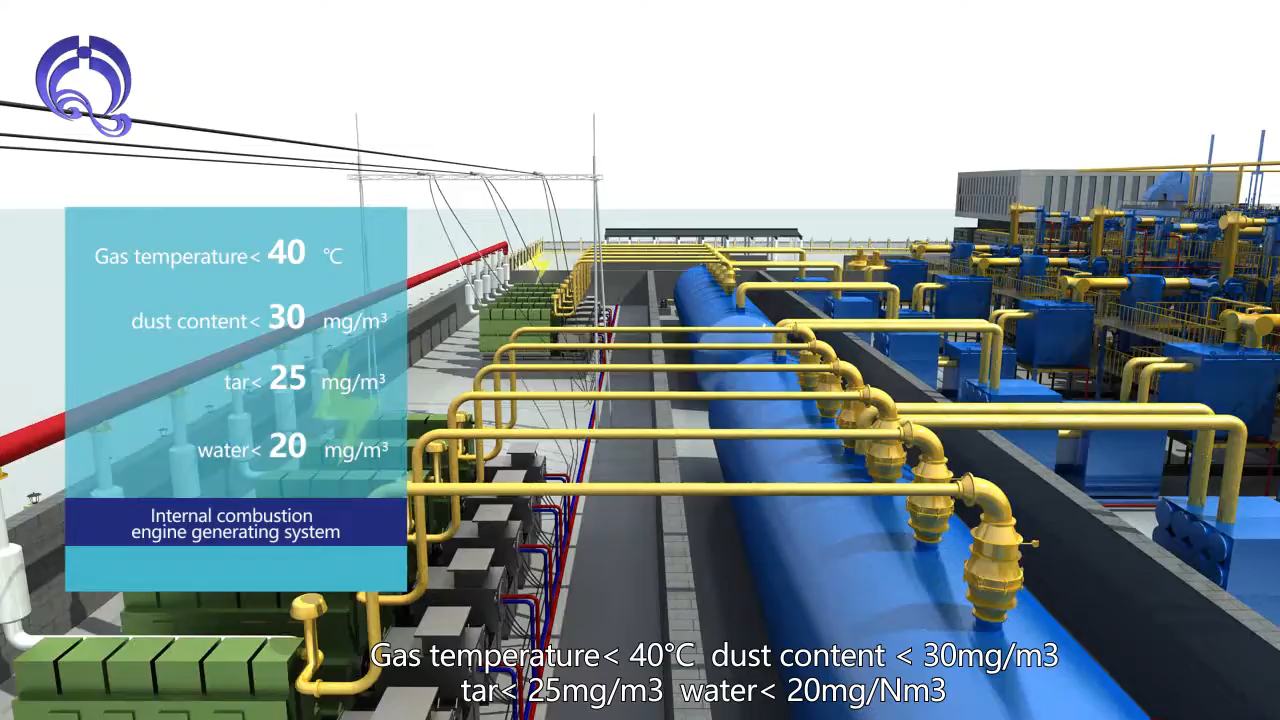 Gas temperature< 40 ℃
dust content< 30 mg/m³
tar< 25 mg/m³
water< 20 mg/m³
Internal combustion
engine generating system
Gas temperature< 40℃ dust content < 30mg/m3
tar< 25mg/m3 water< 20mg/Nm3